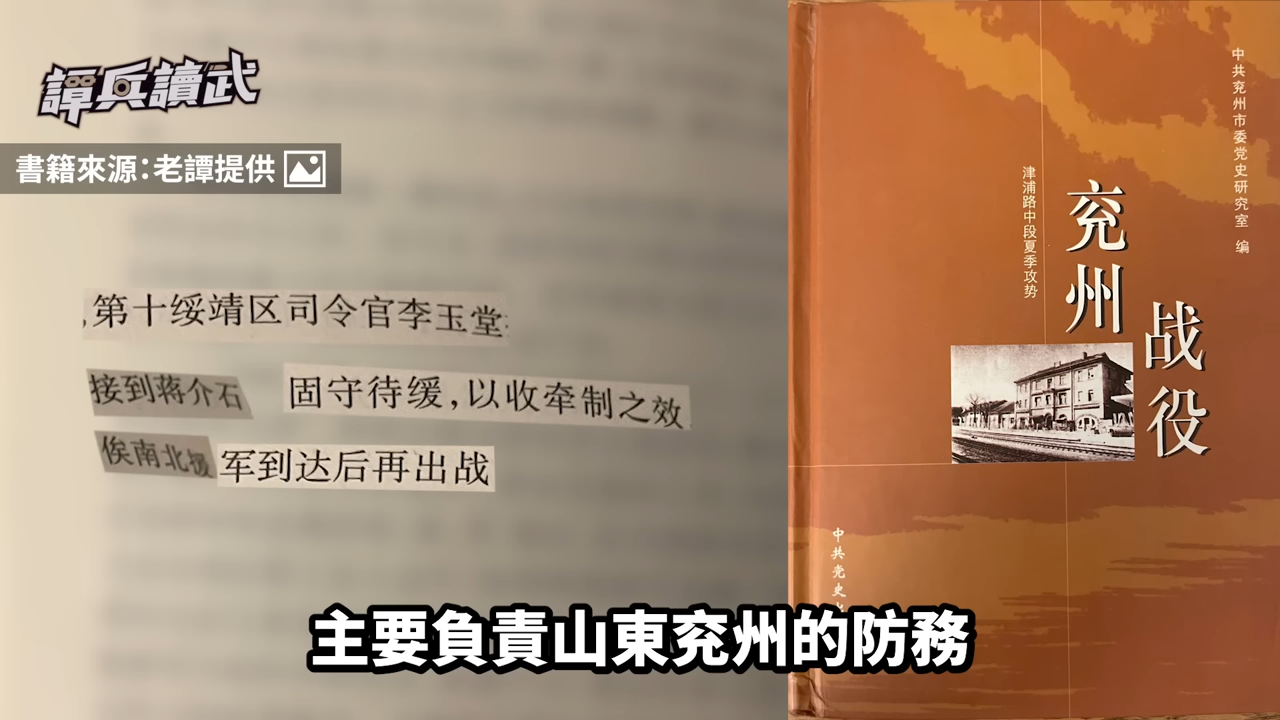 譚兵讀武
書籍來源：老譚提供
，第十绥靖区司令官李玉堂
接到蒋介石 固守待缓，以收牵制之效
俟南北援 军到达后再出战
中共兖州市委党史研究室 编
津浦路中段夏季攻势
兖州
战役
中共党史
主要負責山東兖州的防務